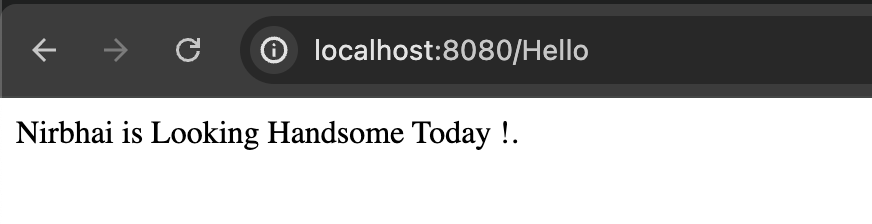 localhost:8080/Hello
Nirbhai is Looking Handsome Today !.